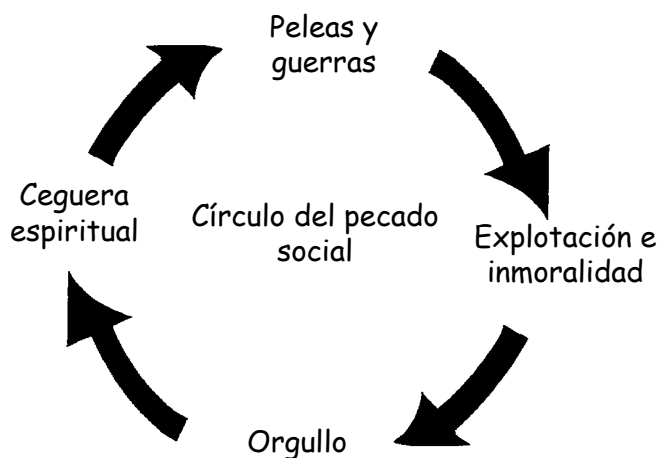 Peleas y
guerras
Ceguera
espiritual
Círculo del pecado
social
Explotación e
inmoralidad
Orgullo